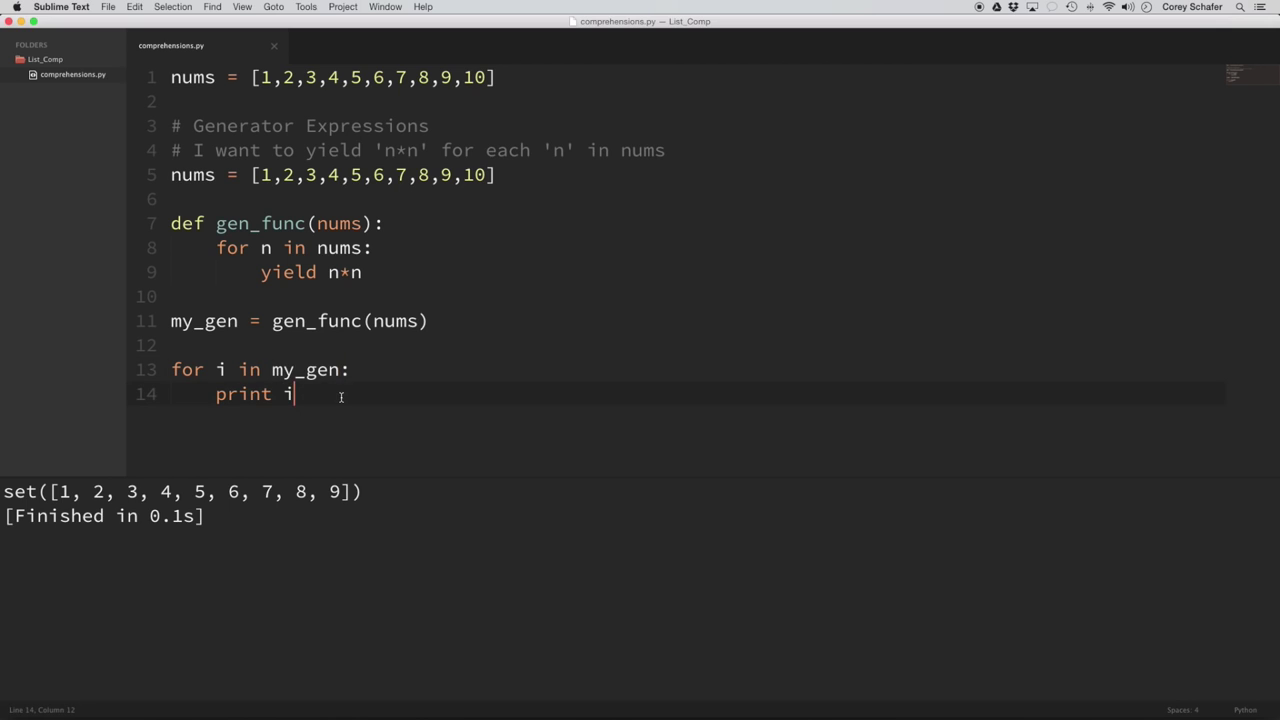 Sublime Text File Edit Selection Find View Goto Tools Project Window Help Corey Schafer
comprehensions.py — List_Comp
FOLDERS
List_Comp
comprehensions.py
comprehensions.py
1 nums = [1,2,3,4,5,6,7,8,9,10]
2
3 # Generator Expressions
4 # I want to yield 'n*n' for each 'n' in nums
5 nums = [1,2,3,4,5,6,7,8,9,10]
6
7 def gen_func(nums):
8     for n in nums:
9         yield n*n
10
11 my_gen = gen_func(nums)
12
13 for i in my_gen:
14     print i
set([1, 2, 3, 4, 5, 6, 7, 8, 9])
[Finished in 0.1s]
Line 14, Column 12 Spaces: 4 Python